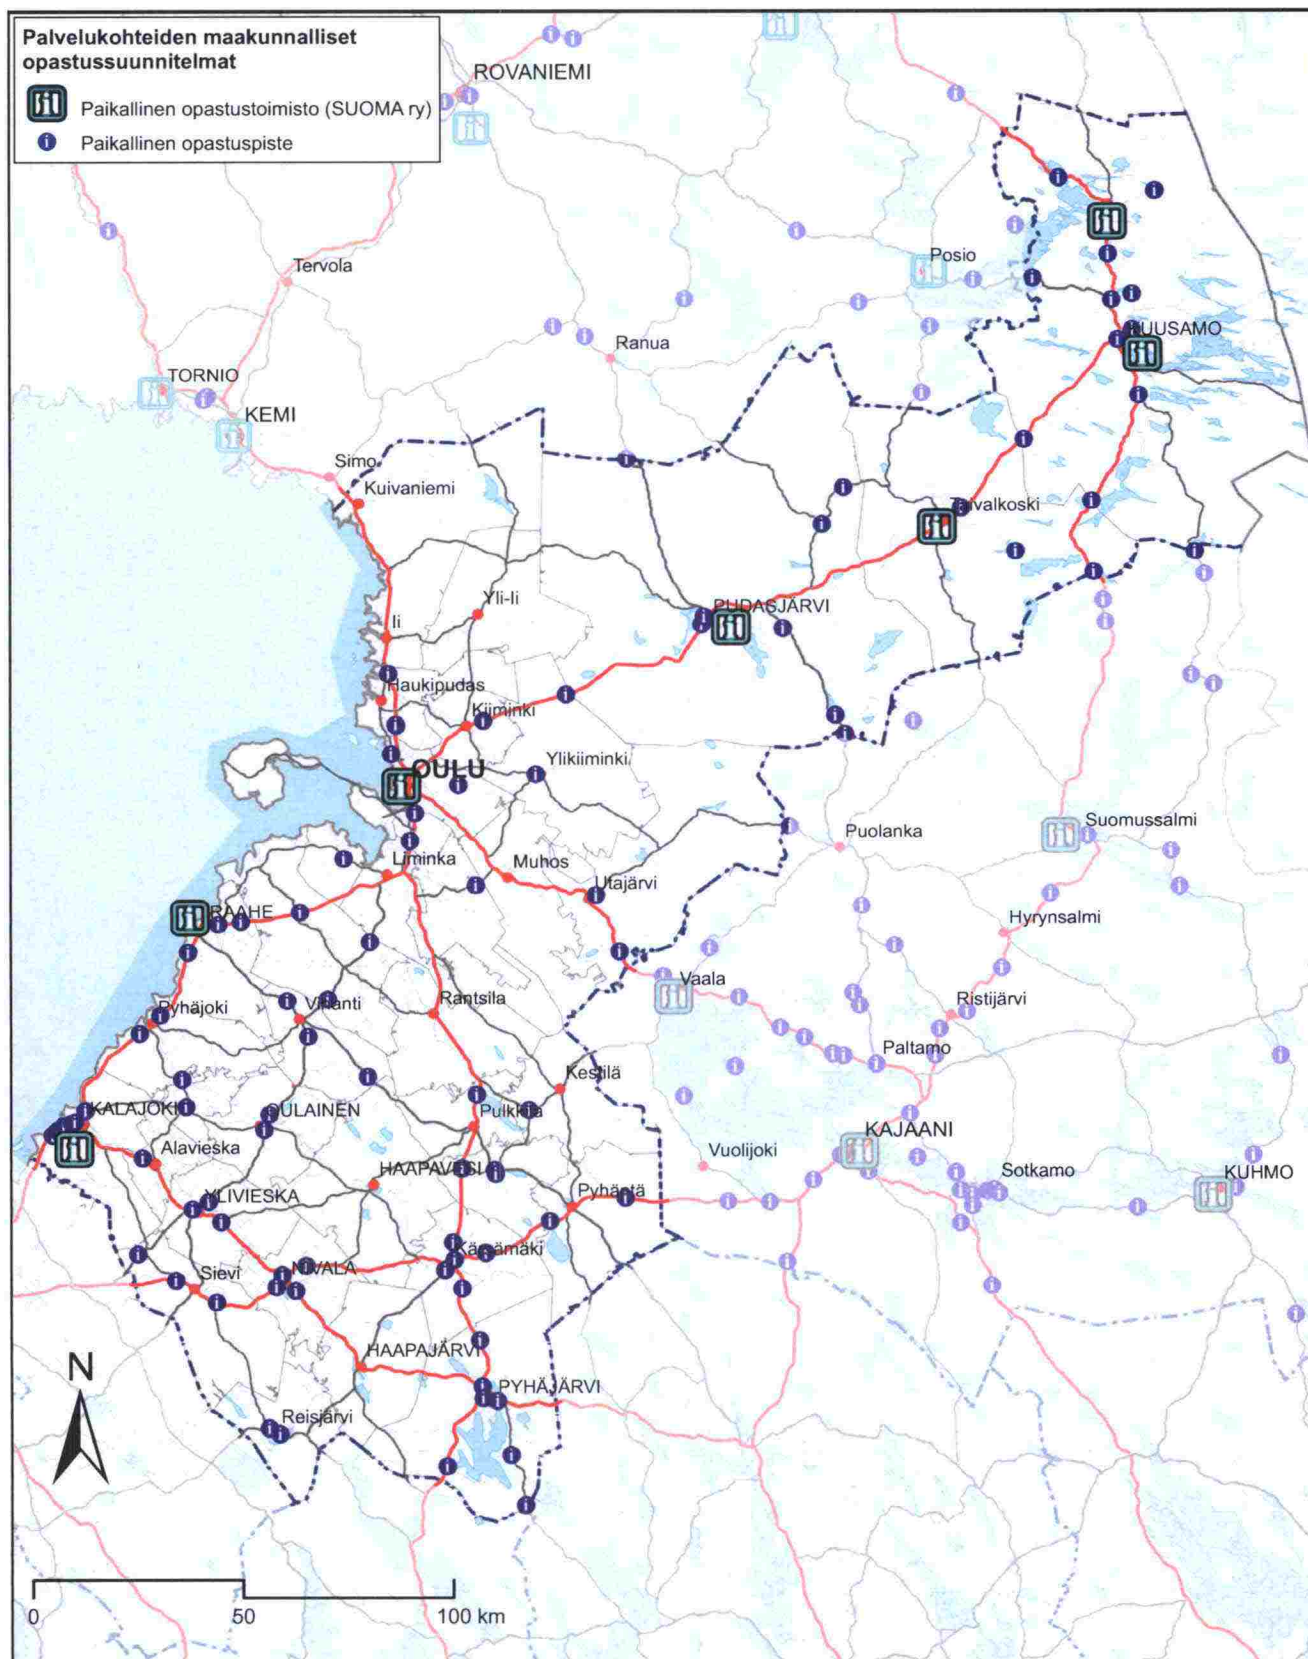 Palvelukohteiden maakunnalliset
opastussuunnitelmat
Paikallinen opastustoimisto (SUOMA ry)
Paikallinen opastuspiste
ROVANIEMI
Tervola
Posio
KUUSAMO
Ranua
TORNIO
KEMI
Simo
Kuivaniemi
Taivalkoski
Yli-Ii
PUDASJÄRVI
Ii
Haukipudas
Kiiminki
OULU
Ylikiiminki
Suomussalmi
Puolanka
Liminka
Muhos
Utajärvi
RAAHE
Hyrynsalmi
Vaala
Pyhäjoki
Vihanti
Rantsila
Ristijärvi
Paltamo
Kestilä
KALAJOKI
OULAINEN
Pulkkila
KAJAANI
Alavieska
Vuolijoki
HAAPAVESI
Sotkamo
KUHMO
YLIVIESKA
Pyhäntä
Kärsämäki
Sievi
NIVALA
HAAPAJÄRVI
N
PYHÄJÄRVI
Reisjärvi
0 50 100 km